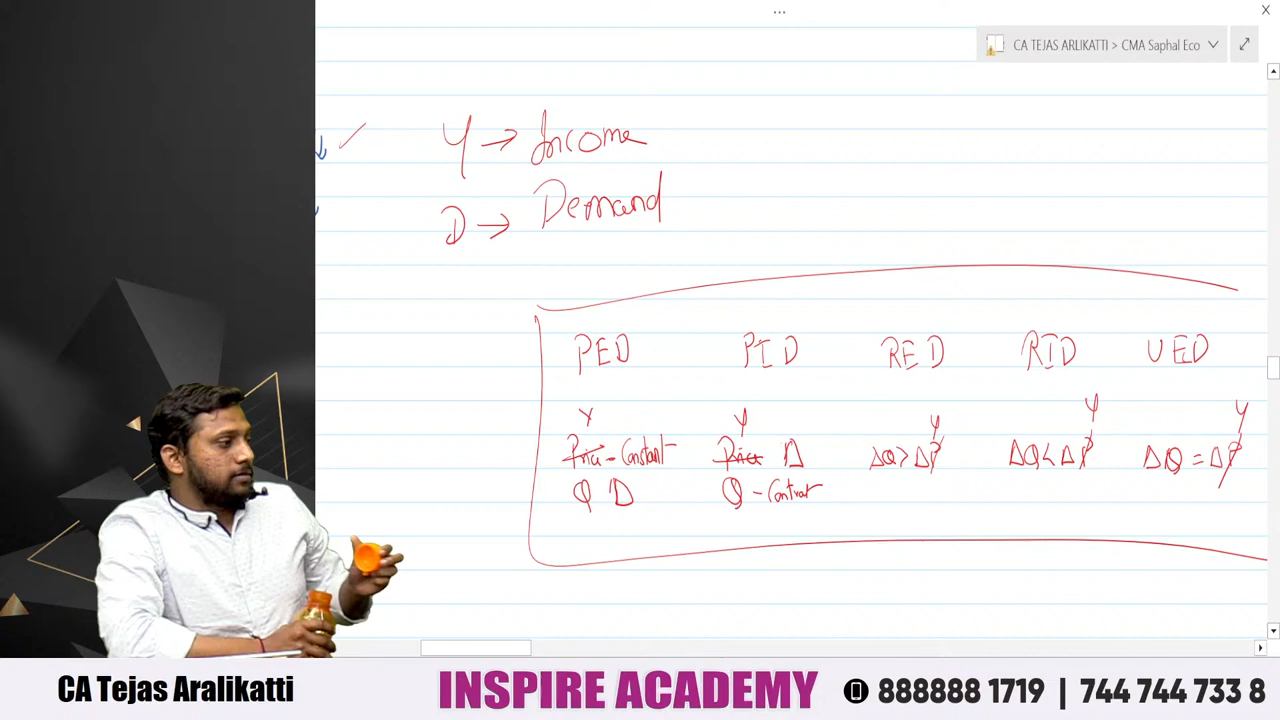 ...
CA TEJAS ARLIKATTI > CMA Saphal Eco
Y → Income
D → Demand
PED PID RED RID UED
Y Y Y Y Y
Price - Constant Price Δ ΔQ > ΔP ΔQ < ΔP ΔQ = ΔP
Q Δ Q - Contrat
CA Tejas Aralikatti INSPIRE ACADEMY 888888 1719 | 744 744 733 8